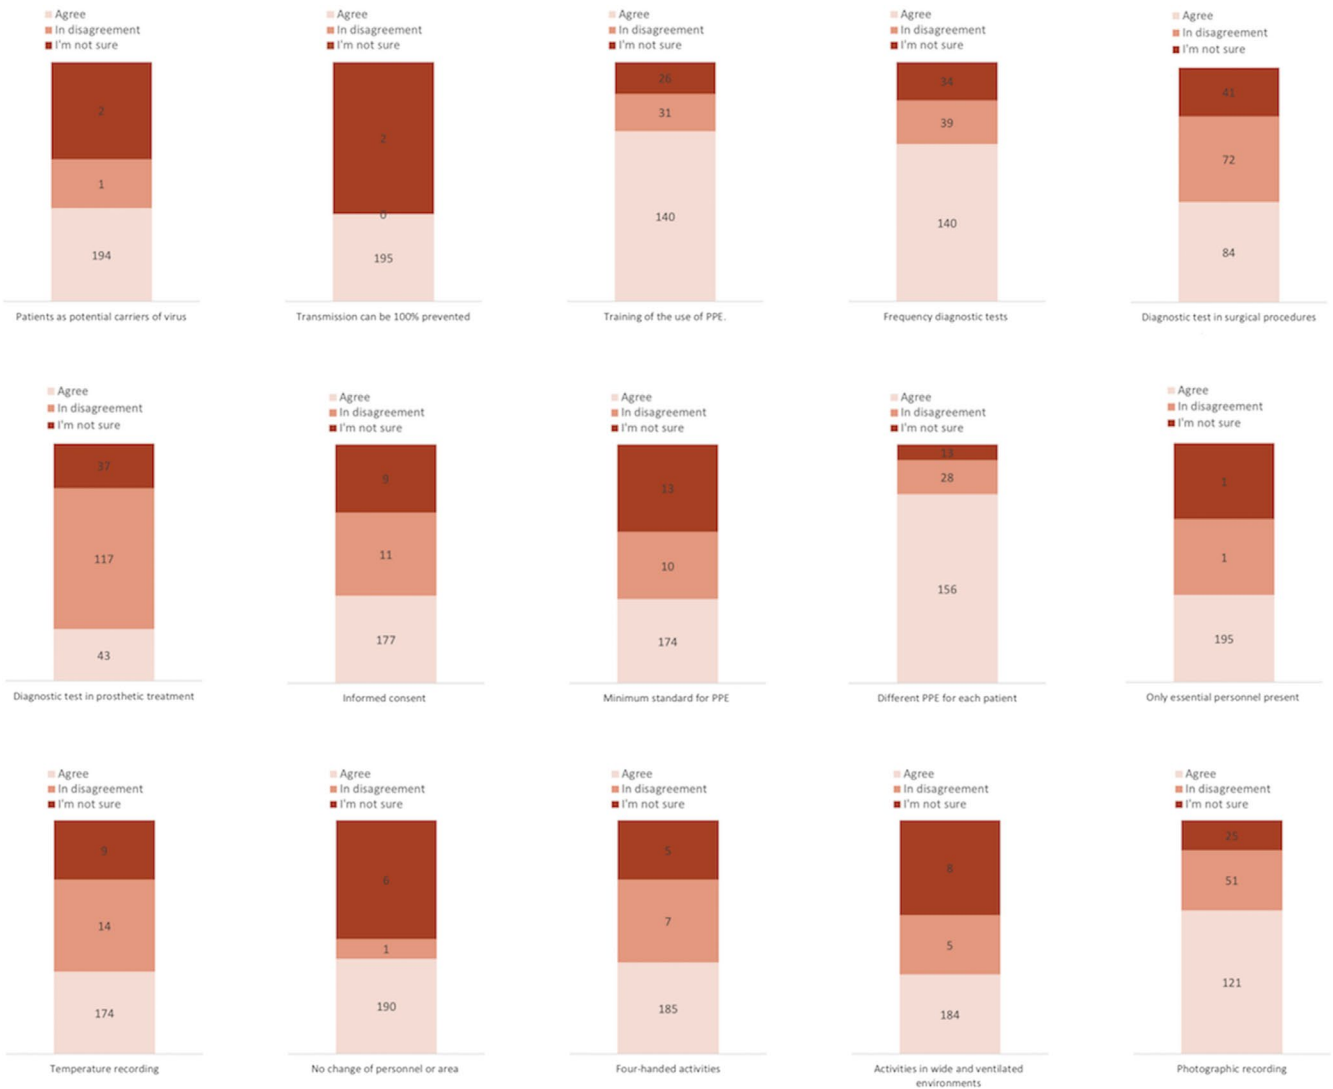 Agree
In disagreement
I'm not sure
2
1
194
Patients as potential carriers of virus
Agree
In disagreement
I'm not sure
2
0
195
Transmission can be 100% prevented
Agree
In disagreement
I'm not sure
26
31
140
Training of the use of PPE.
Agree
In disagreement
I'm not sure
34
39
140
Frequency diagnostic tests
Agree
In disagreement
I'm not sure
41
72
84
Diagnostic test in surgical procedures
Agree
In disagreement
I'm not sure
37
117
43
Diagnostic test in prosthetic treatment
Agree
In disagreement
I'm not sure
9
11
177
Informed consent
Agree
In disagreement
I'm not sure
13
10
174
Minimum standard for PPE
Agree
In disagreement
I'm not sure
13
28
156
Different PPE for each patient
Agree
In disagreement
I'm not sure
1
1
195
Only essential personnel present
Agree
In disagreement
I'm not sure
9
14
174
Temperature recording
Agree
In disagreement
I'm not sure
6
1
190
No change of personnel or area
Agree
In disagreement
I'm not sure
5
7
185
Four-handed activities
Agree
In disagreement
I'm not sure
8
5
184
Activities in wide and ventilated
environments
Agree
In disagreement
I'm not sure
25
51
121
Photographic recording